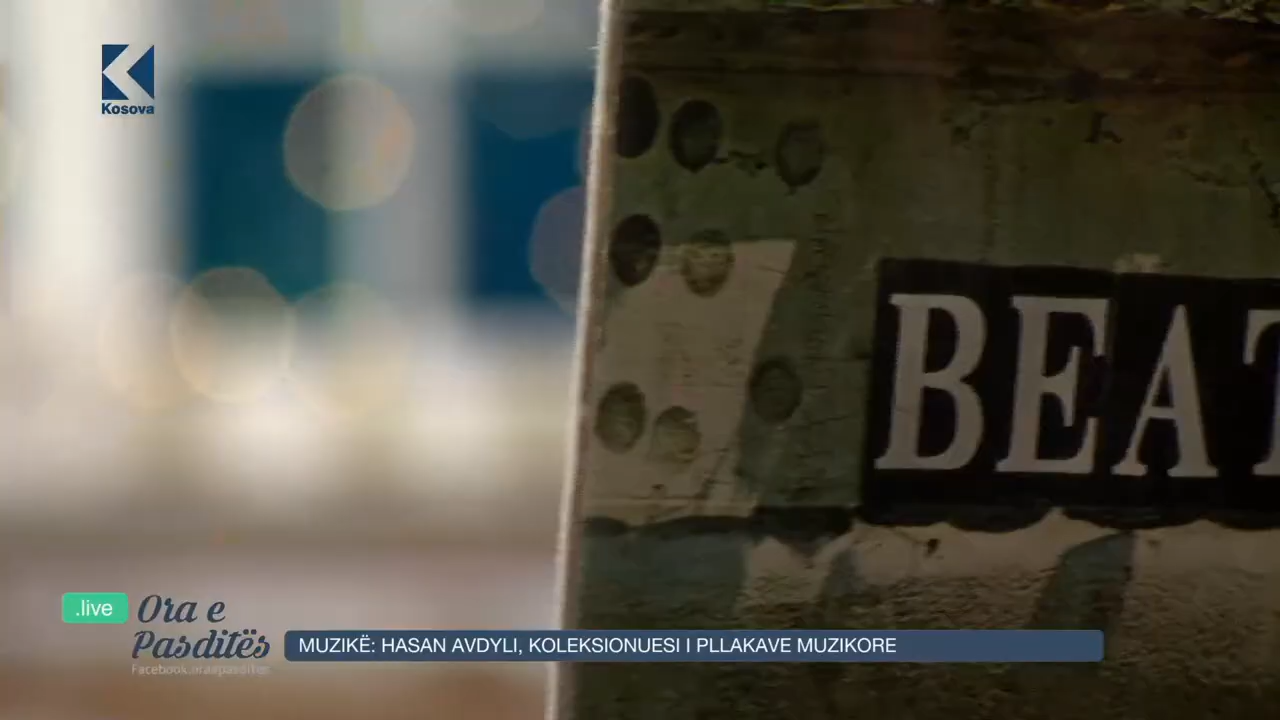 Kosova
BEAT
.live
Ora e
Pasditës
MUZIKË: HASAN AVDYLI, KOLEKSIONUESI I PLLAKAVE MUZIKORE